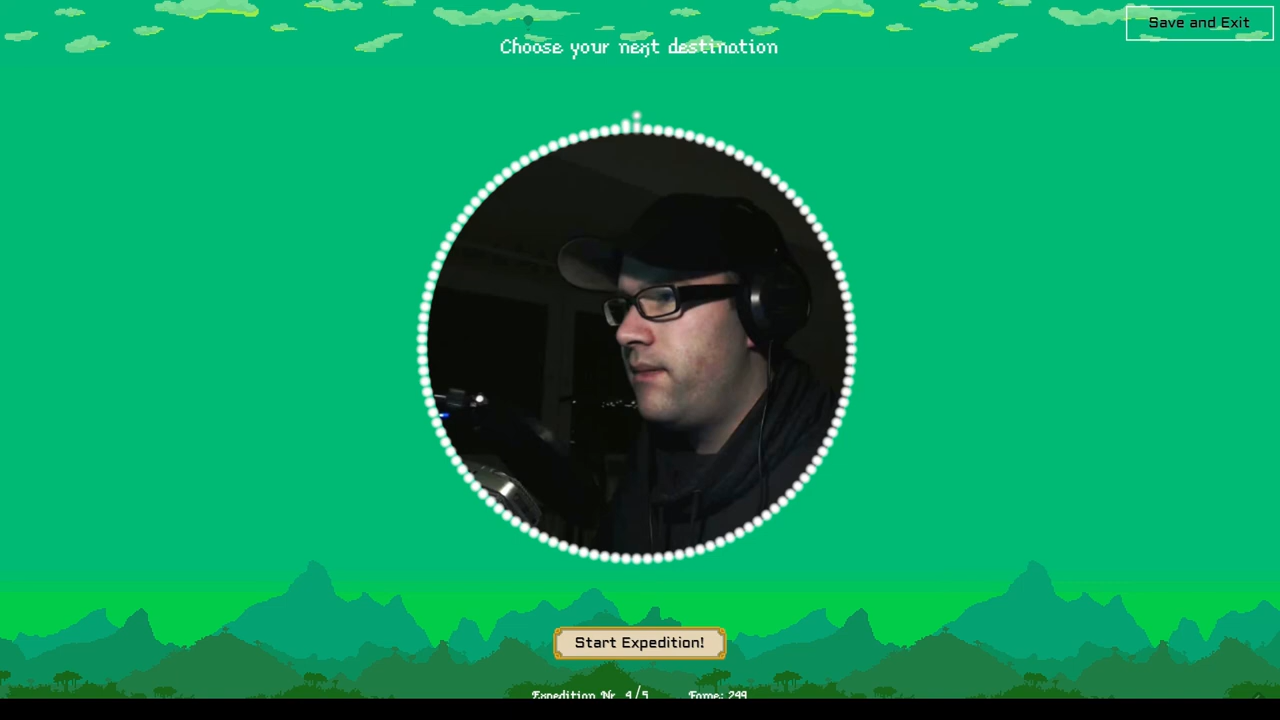 Save and Exit
Choose your next destination
Start Expedition!
Expedition Nr. 4/5 Fame: 249